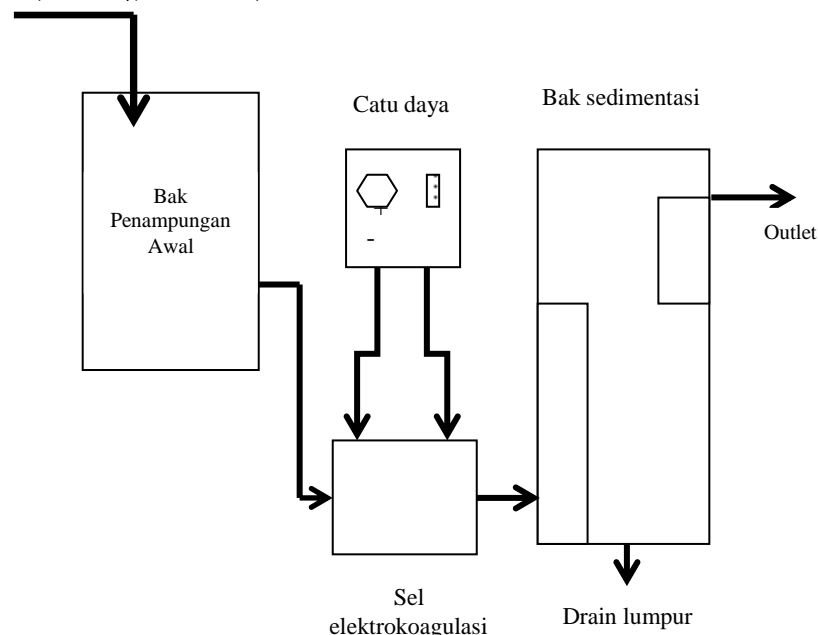 Catu daya
Bak sedimentasi
Bak
Penampungan
Awal
+
-
Outlet
Sel
elektrokoagulasi
Drain lumpur